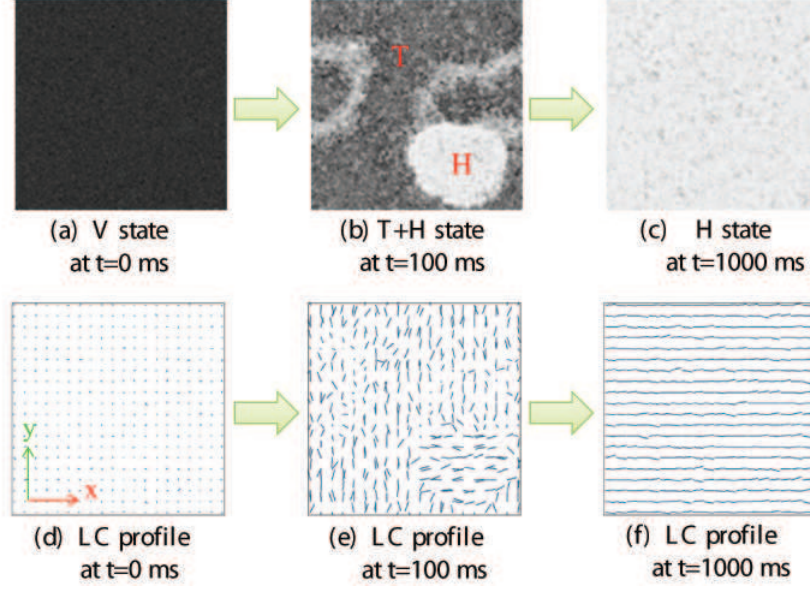 T
H
(a) V state
at t=0 ms
(b) T+H state
at t=100 ms
(c) H state
at t=1000 ms
y
x
(d) LC profile
at t=0 ms
(e) LC profile
at t=100 ms
(f) LC profile
at t=1000 ms